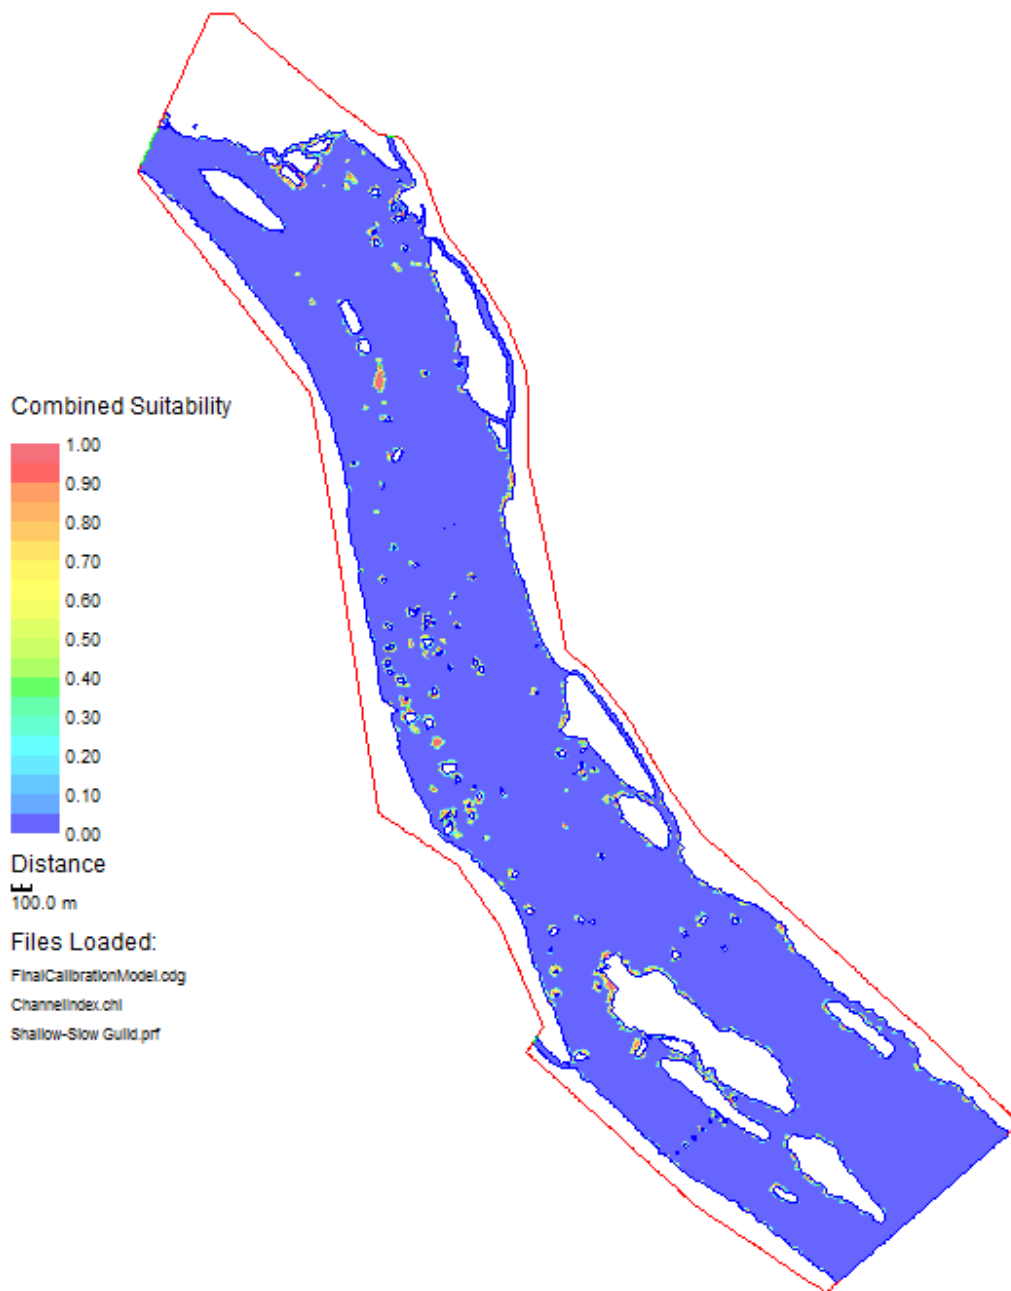 Combined Suitability
1.00
0.90
0.80
0.70
0.60
0.50
0.40
0.30
0.20
0.10
0.00
Distance
100.0 m
Files Loaded:
FinalCalibrationModel.cdg
ChannelIndex.chi
Shallow-Slow Guild.prf